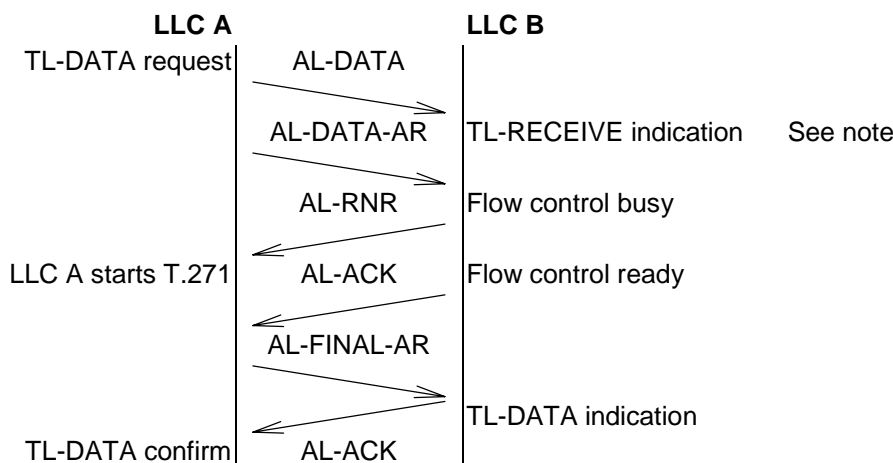 LLC A LLC B
TL-DATA request AL-DATA
AL-DATA-AR TL-RECEIVE indication See note
AL-RNR Flow control busy
LLC A starts T.271 AL-ACK Flow control ready
AL-FINAL-AR
TL-DATA indication
TL-DATA confirm AL-ACK